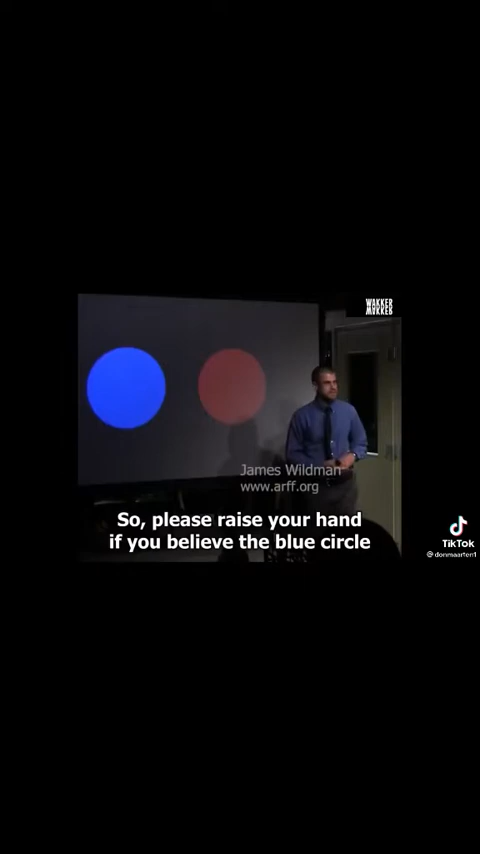 WAKKER
WAKKER
James Wildman
www.arff.org
So, please raise your hand
if you believe the blue circle
TikTok
@donmaarten1